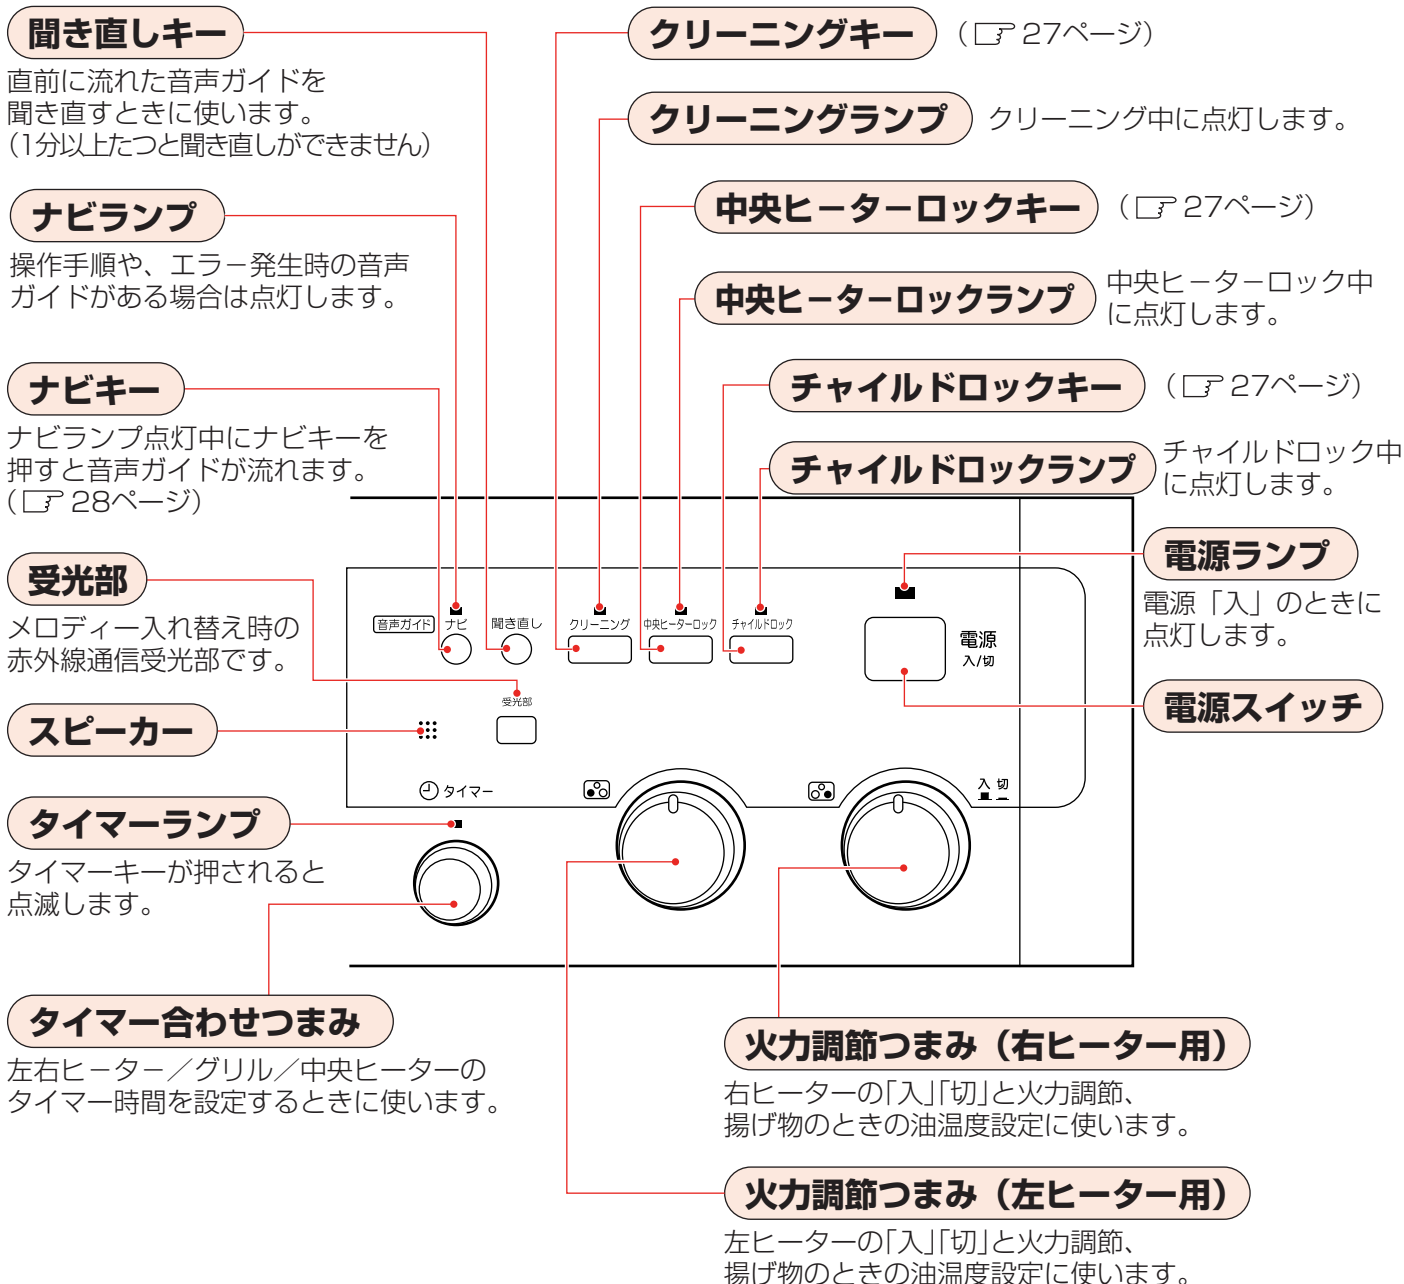 聞き直しキー
直前に流れた音声ガイドを
聞き直すときに使います。
（1分以上たつと聞き直しができません）
ナビランプ
操作手順や、エラー発生時の音声
ガイドがある場合は点灯します。
ナビキー
ナビランプ点灯中にナビキーを
押すと音声ガイドが流れます。
（28ページ）
受光部
メロディー入れ替え時の
赤外線通信受光部です。
スピーカー
タイマーランプ
タイマーキーが押されると
点滅します。
タイマー合わせつまみ
左右ヒーター／グリル／中央ヒーターの
タイマー時間を設定するときに使います。
クリーニングキー （27ページ）
クリーニングランプ クリーニング中に点灯します。
中央ヒーターロックキー （27ページ）
中央ヒーターロックランプ
中央ヒーターロック中
に点灯します。
チャイルドロックキー （27ページ）
チャイルドロックランプ
チャイルドロック中
に点灯します。
電源ランプ
電源「入」のときに
点灯します。
電源スイッチ
音声ガイド ナビ 聞き直し クリーニング 中央ヒーターロック チャイルドロック
電源
入/切
受光部
タイマー
入 切
火力調節つまみ（右ヒーター用）
右ヒーターの「入」「切」と火力調節、
揚げ物のときの油温度設定に使います。
火力調節つまみ（左ヒーター用）
左ヒーターの「入」「切」と火力調節、
揚げ物のときの油温度設定に使います。